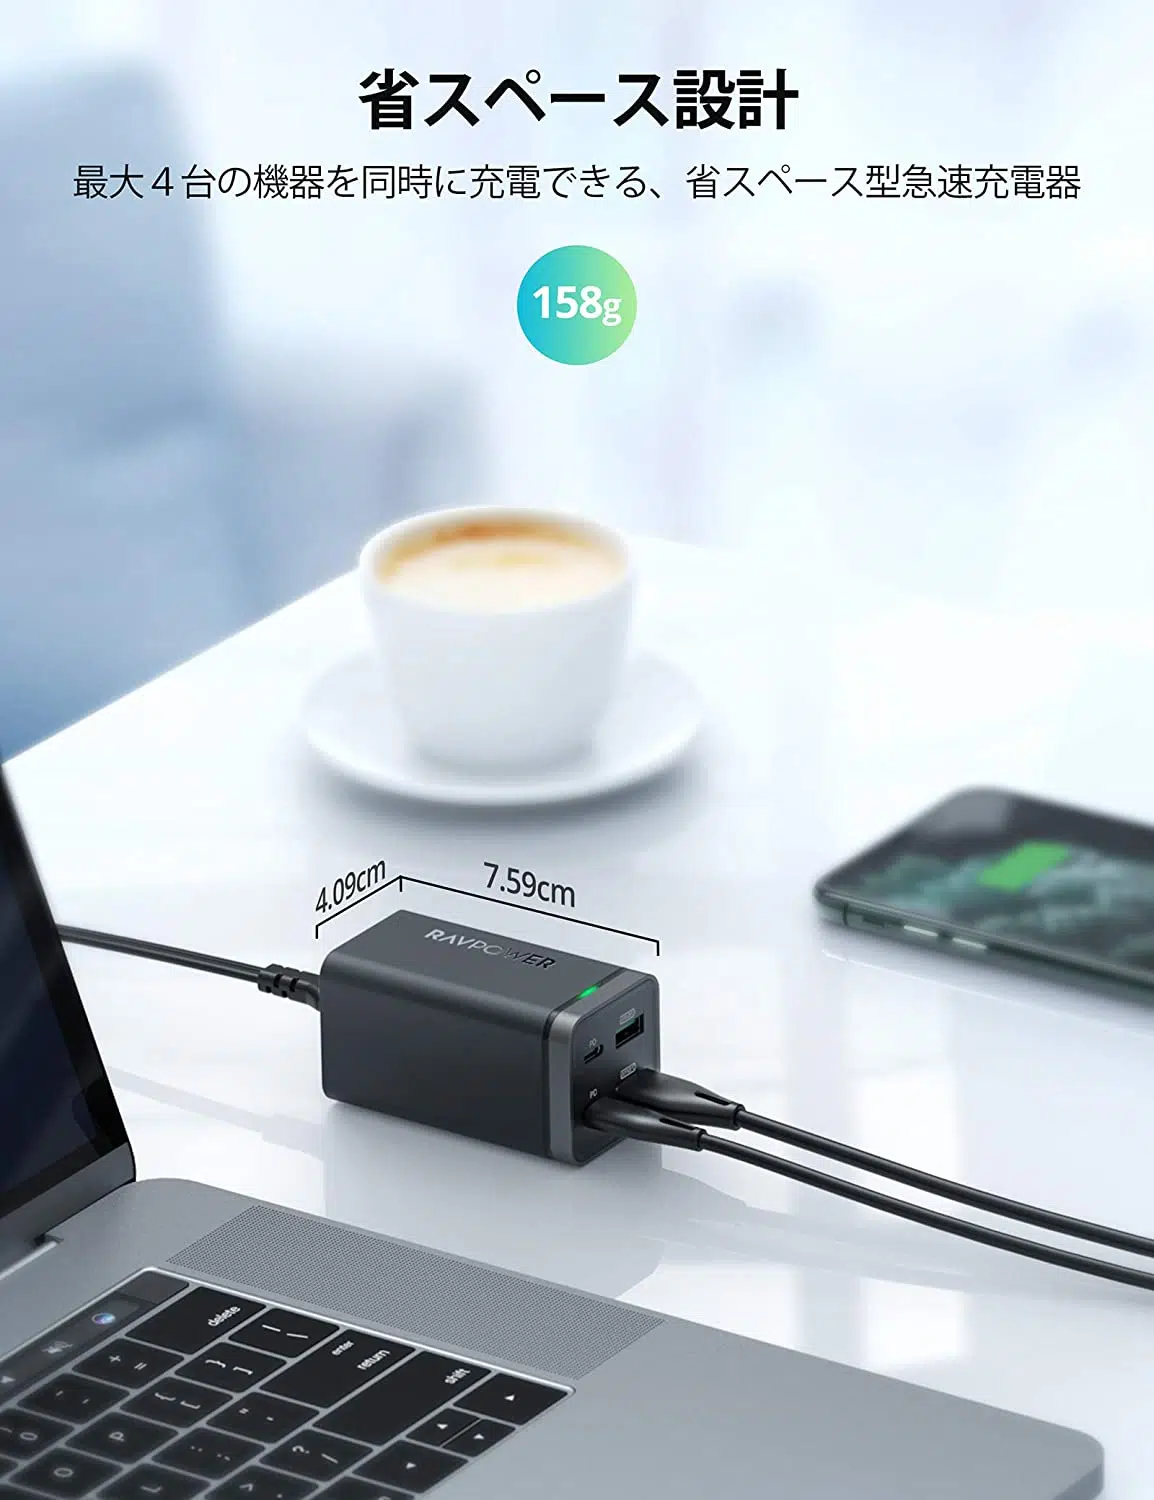 省スペース設計
最大４台の機器を同時に充電できる、省スペース型急速充電器
158g
4.09cm
7.59cm
RAVPOWER
PD
PD
delete
enter
return
shift